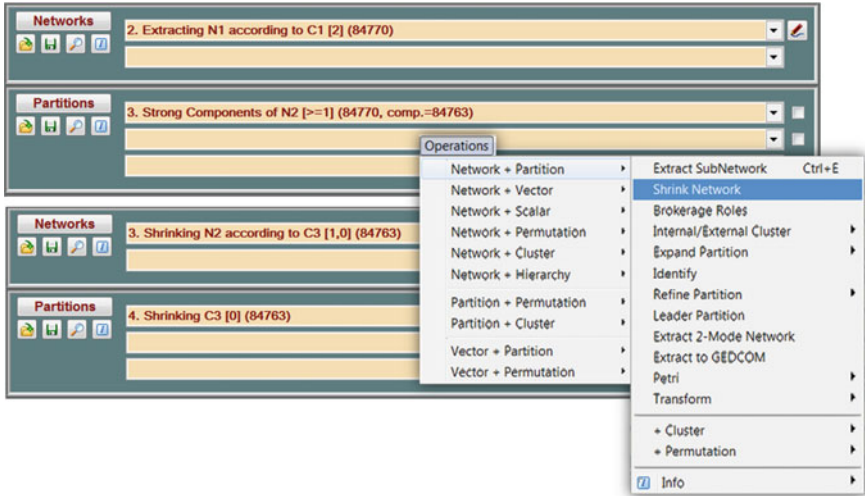 Networks
2. Extracting N1 according to C1 [2] (84770)
Partitions
3. Strong Components of N2 [>=1] (84770, comp.=84763)
Networks
3. Shrinking N2 according to C3 [1,0] (84763)
Partitions
4. Shrinking C3 [0] (84763)
Operations
Network + Partition
Network + Vector
Network + Scalar
Network + Permutation
Network + Cluster
Network + Hierarchy
Partition + Permutation
Partition + Cluster
Vector + Partition
Vector + Permutation
Extract SubNetwork Ctrl+E
Shrink Network
Brokerage Roles
Internal/External Cluster
Expand Partition
Identify
Refine Partition
Leader Partition
Extract 2-Mode Network
Extract to GEDCOM
Petri
Transform
+ Cluster
+ Permutation
Info